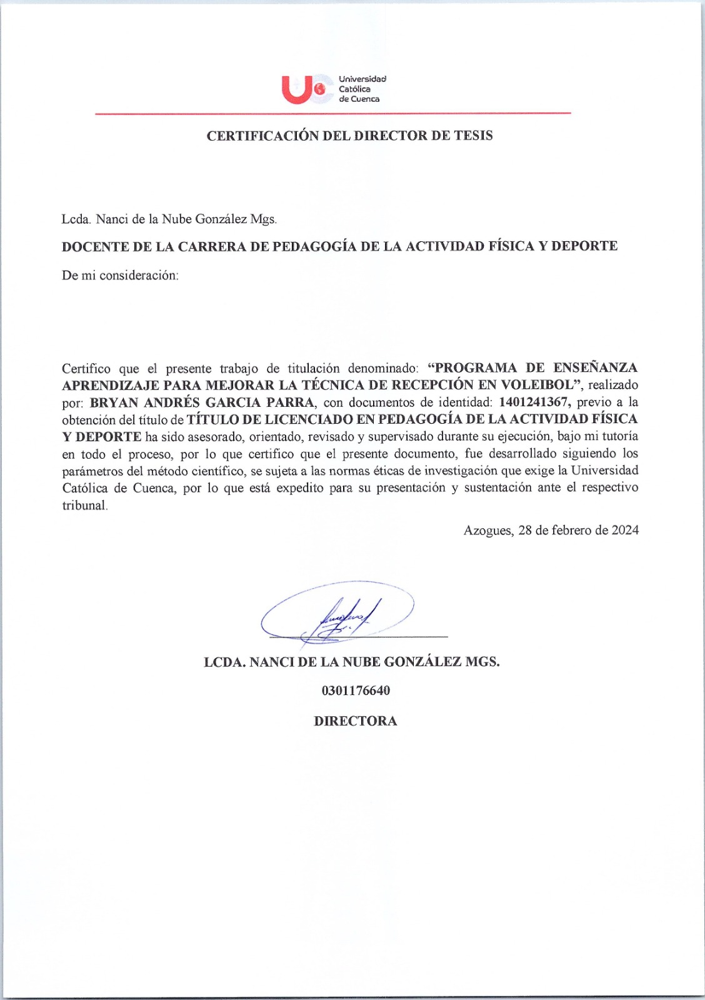 Universidad
Católica
de Cuenca
CERTIFICACIÓN DEL DIRECTOR DE TESIS
Lcda. Nanci de la Nube González Mgs.
DOCENTE DE LA CARRERA DE PEDAGOGÍA DE LA ACTIVIDAD FÍSICA Y DEPORTE
De mi consideración:
Certifico que el presente trabajo de titulación denominado: “PROGRAMA DE ENSEÑANZA
APRENDIZAJE PARA MEJORAR LA TÉCNICA DE RECEPCIÓN EN VOLEIBOL”, realizado
por: BRYAN ANDRÉS GARCIA PARRA, con documentos de identidad: 1401241367, previo a la
obtención del título de TÍTULO DE LICENCIADO EN PEDAGOGÍA DE LA ACTIVIDAD FÍSICA
Y DEPORTE ha sido asesorado, orientado, revisado y supervisado durante su ejecución, bajo mi tutoría
en todo el proceso, por lo que certifico que el presente documento, fue desarrollado siguiendo los
parámetros del método científico, se sujeta a las normas éticas de investigación que exige la Universidad
Católica de Cuenca, por lo que está expedito para su presentación y sustentación ante el respectivo
tribunal.
Azogues, 28 de febrero de 2024
LCDA. NANCI DE LA NUBE GONZÁLEZ MGS.
0301176640
DIRECTORA